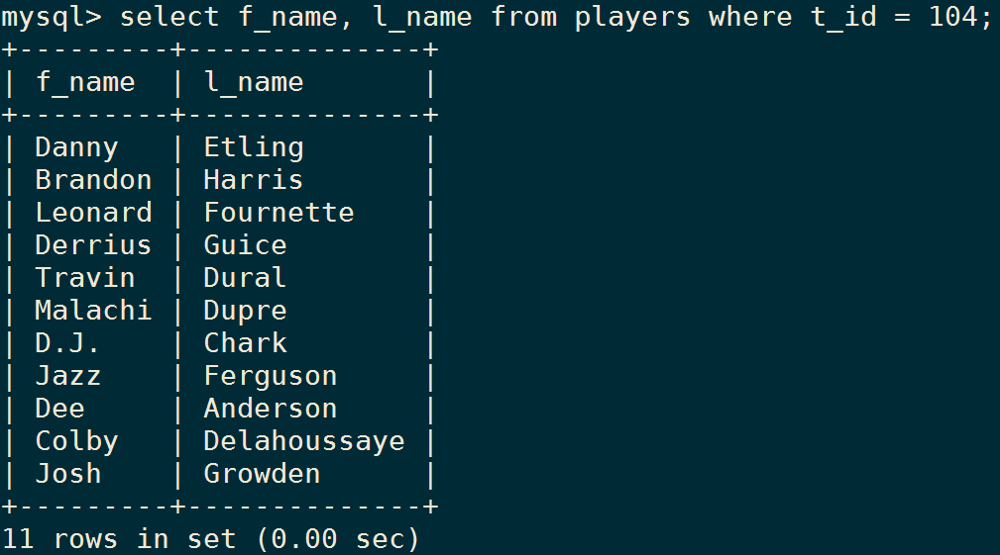 mysql> select f_name, l_name from players where t_id = 104;
+---------+--------------+
| f_name  | l_name       |
+---------+--------------+
| Danny   | Etling       |
| Brandon | Harris       |
| Leonard | Fournette    |
| Derrius | Guice        |
| Travin  | Dural        |
| Malachi | Dupre        |
| D.J.    | Chark        |
| Jazz    | Ferguson     |
| Dee     | Anderson     |
| Colby   | Delahoussaye |
| Josh    | Growden      |
+---------+--------------+
11 rows in set (0.00 sec)